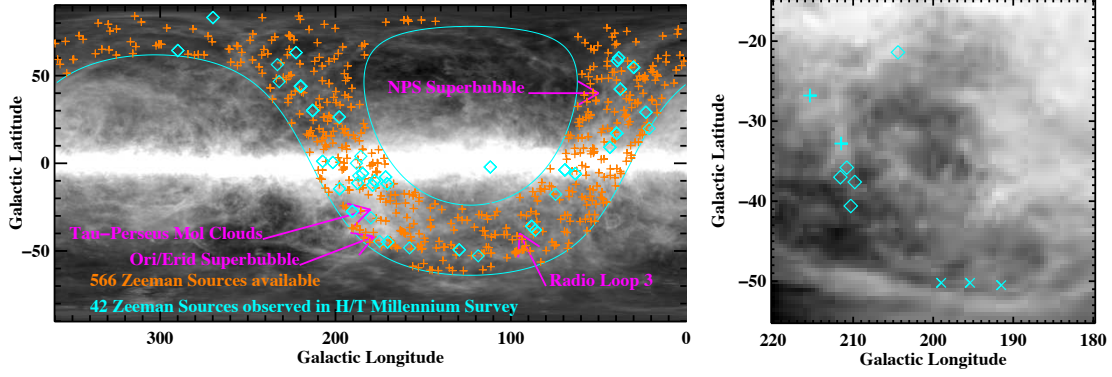 50
0
−50
Galactic Latitude
NPS Superbubble
Tau−Perseus Mol Clouds
Ori/Erid Superbubble
Radio Loop 3
566 Zeeman Sources available
42 Zeeman Sources observed in H/T Millennium Survey
300
200
100
0
Galactic Longitude
−20
−30
−40
−50
Galactic Latitude
220
210
200
190
180
Galactic Longitude